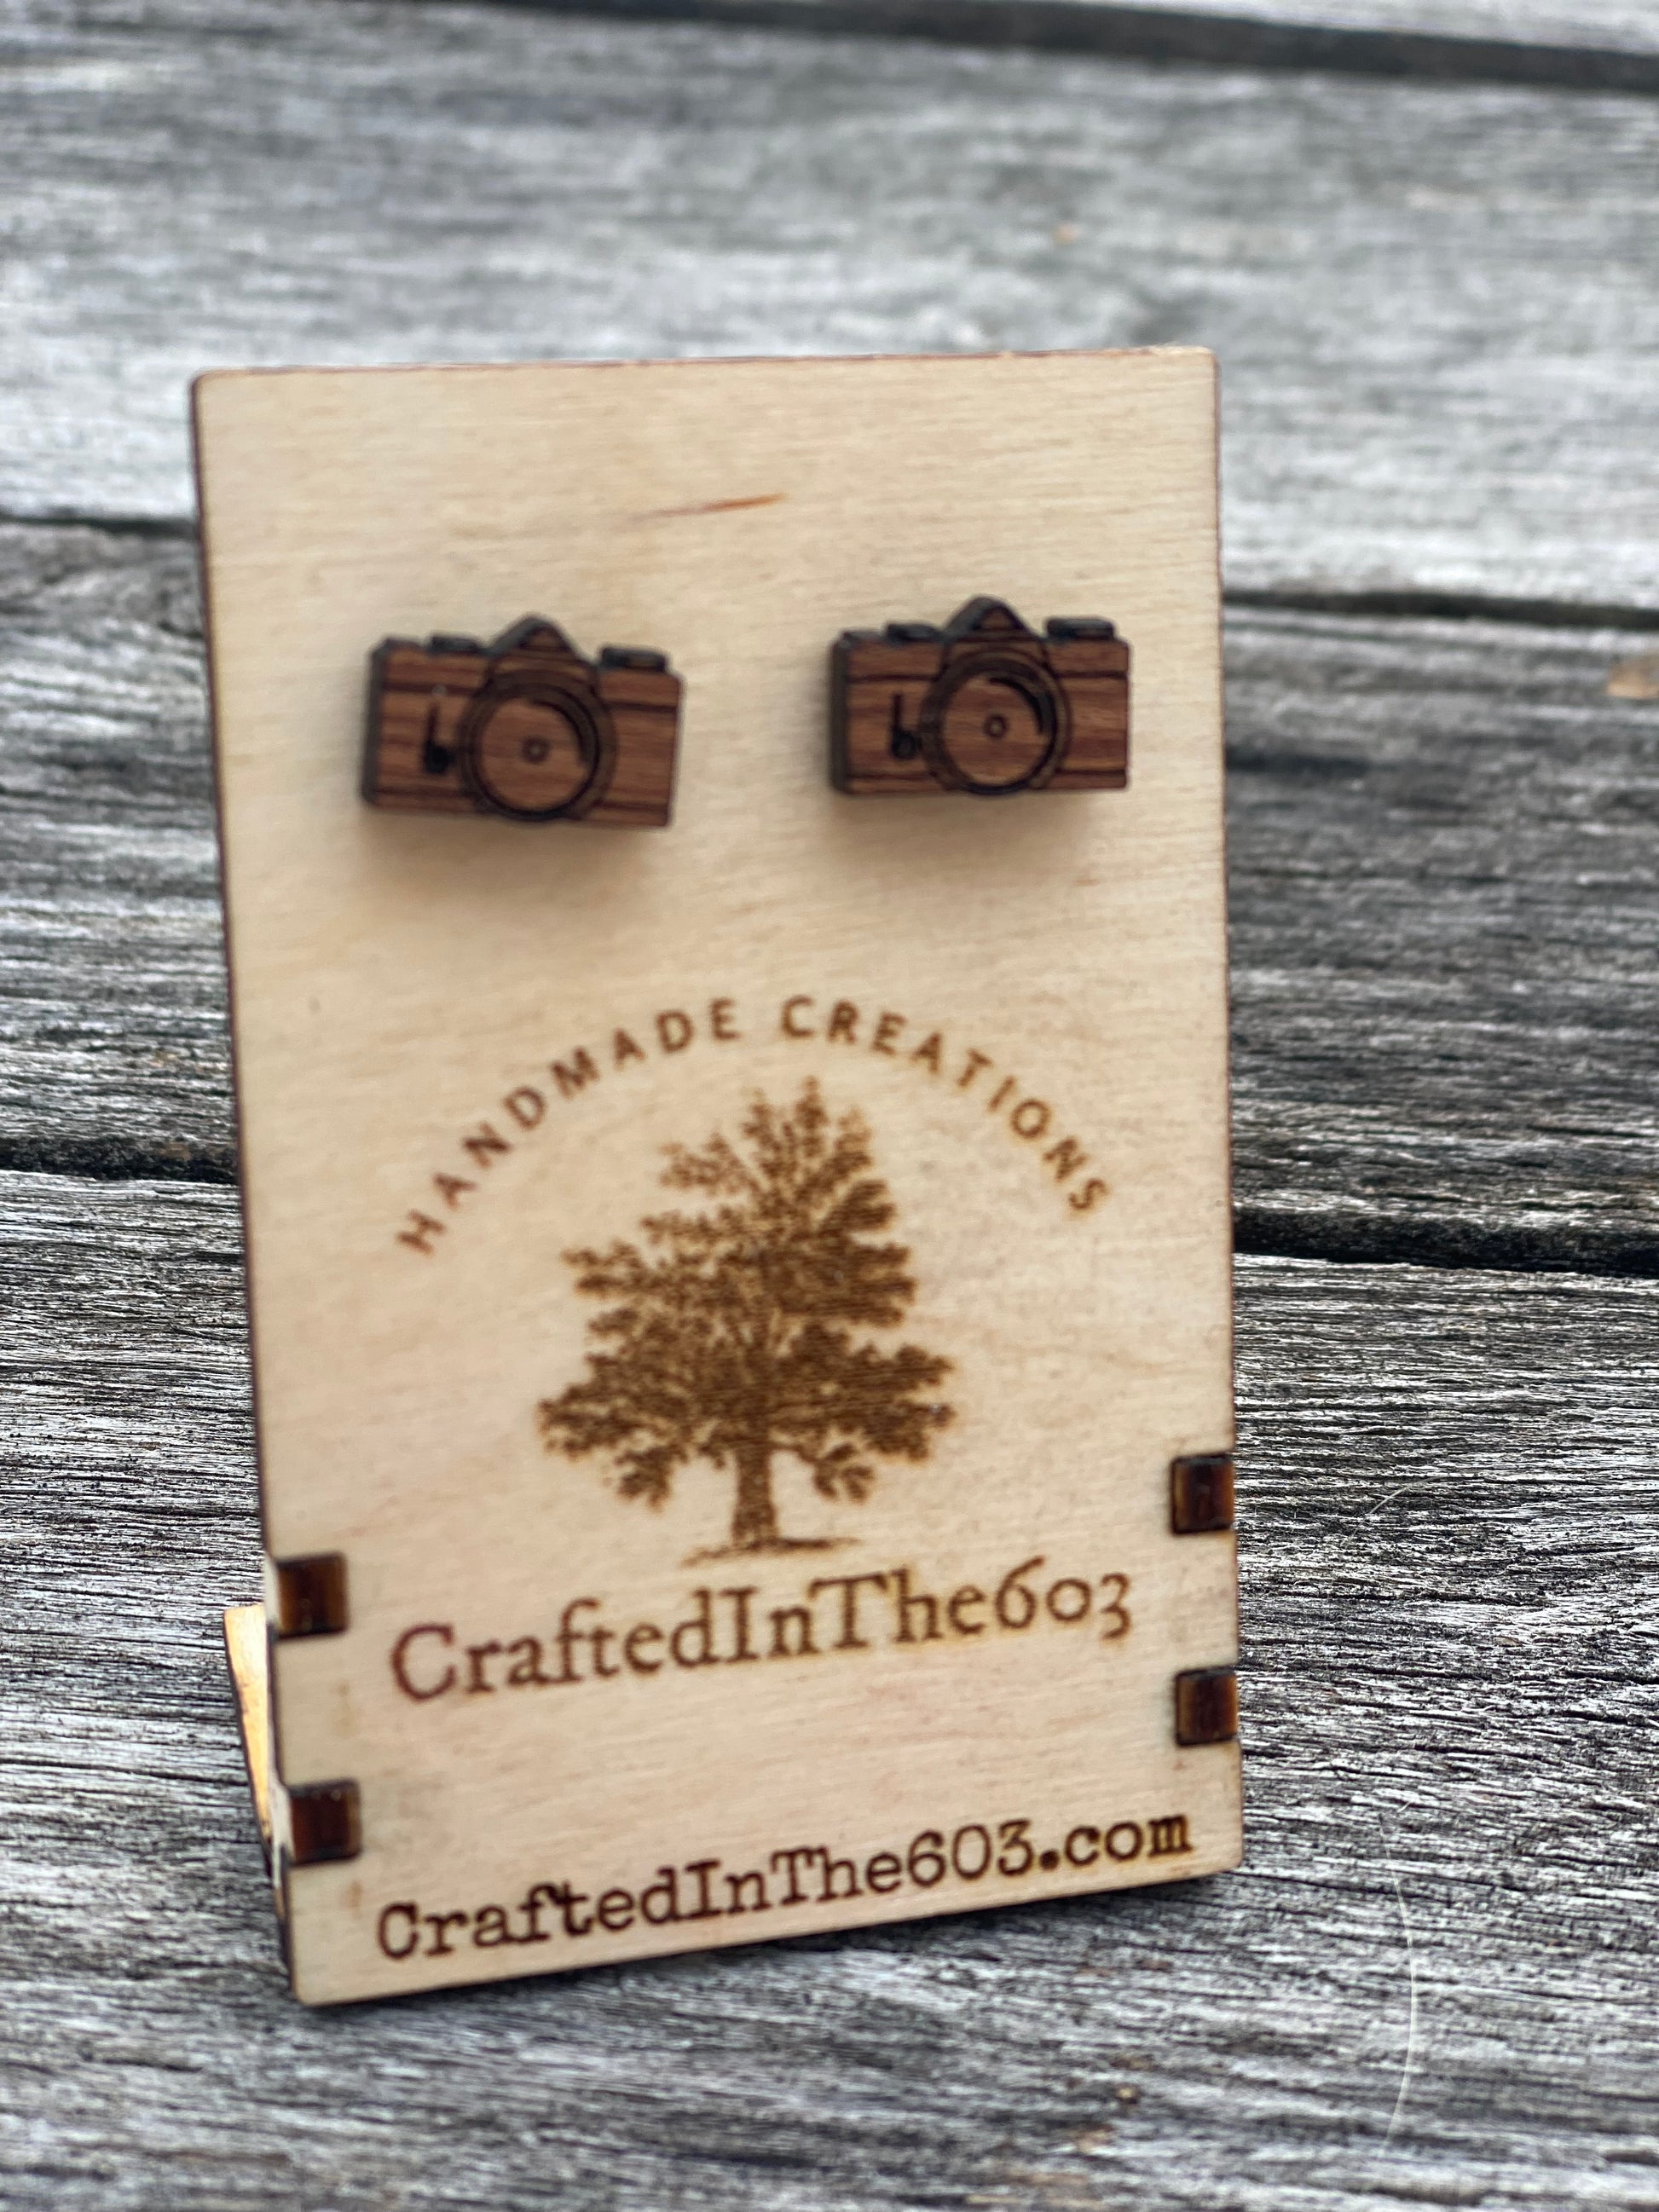 HANDMADE CREATIONS
CraftedInThe603
CraftedInThe603.com